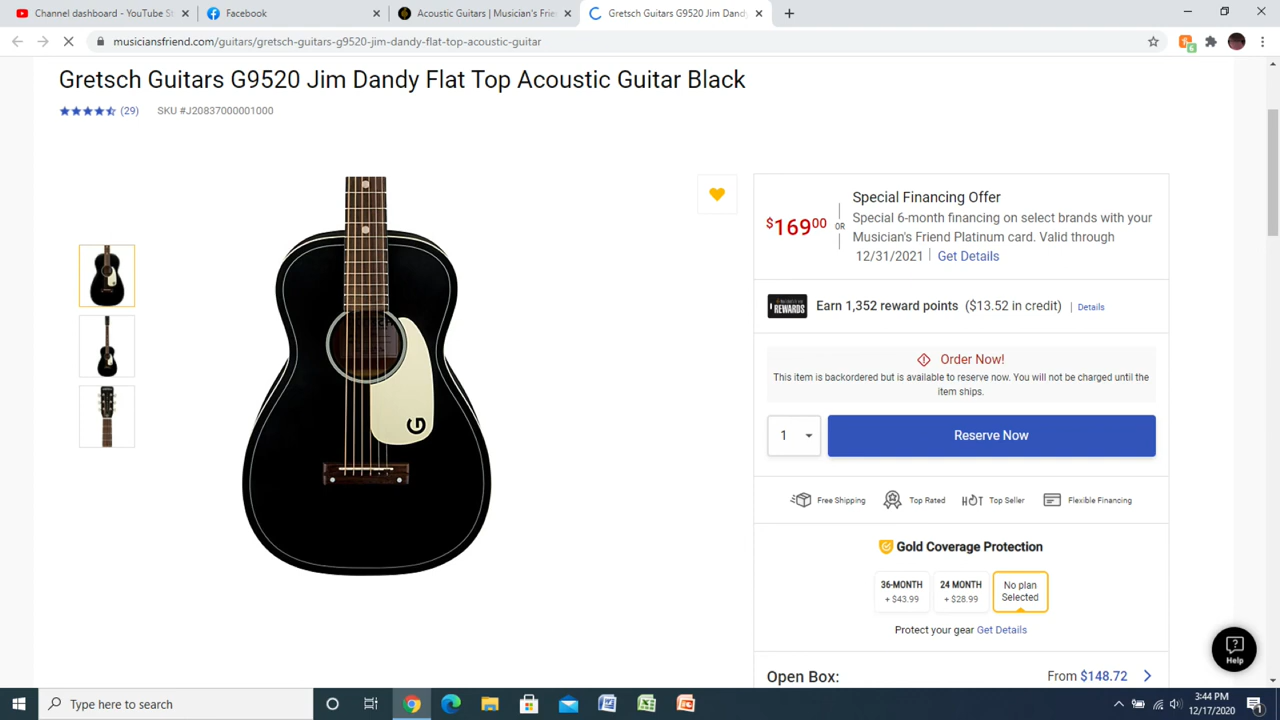 Channel dashboard - YouTube St
Facebook
Acoustic Guitars | Musician's Frie
Gretsch Guitars G9520 Jim Dandy
musiciansfriend.com/guitars/gretsch-guitars-g9520-jim-dandy-flat-top-acoustic-guitar
6
Gretsch Guitars G9520 Jim Dandy Flat Top Acoustic Guitar Black
(29) SKU #J20837000001000
$169.00 OR
Special Financing Offer
Special 6-month financing on select brands with your
Musician's Friend Platinum card. Valid through
12/31/2021 | Get Details
REWARDS
Earn 1,352 reward points ($13.52 in credit) | Details
Order Now!
This item is backordered but is available to reserve now. You will not be charged until the
item ships.
1 Reserve Now
Free Shipping Top Rated HOT Top Seller Flexible Financing
Gold Coverage Protection
36-MONTH
+ $43.99
24 MONTH
+ $28.99
No plan
Selected
Protect your gear Get Details
Open Box: From $148.72
G
Help
Type here to search
3:44 PM
12/17/2020
1